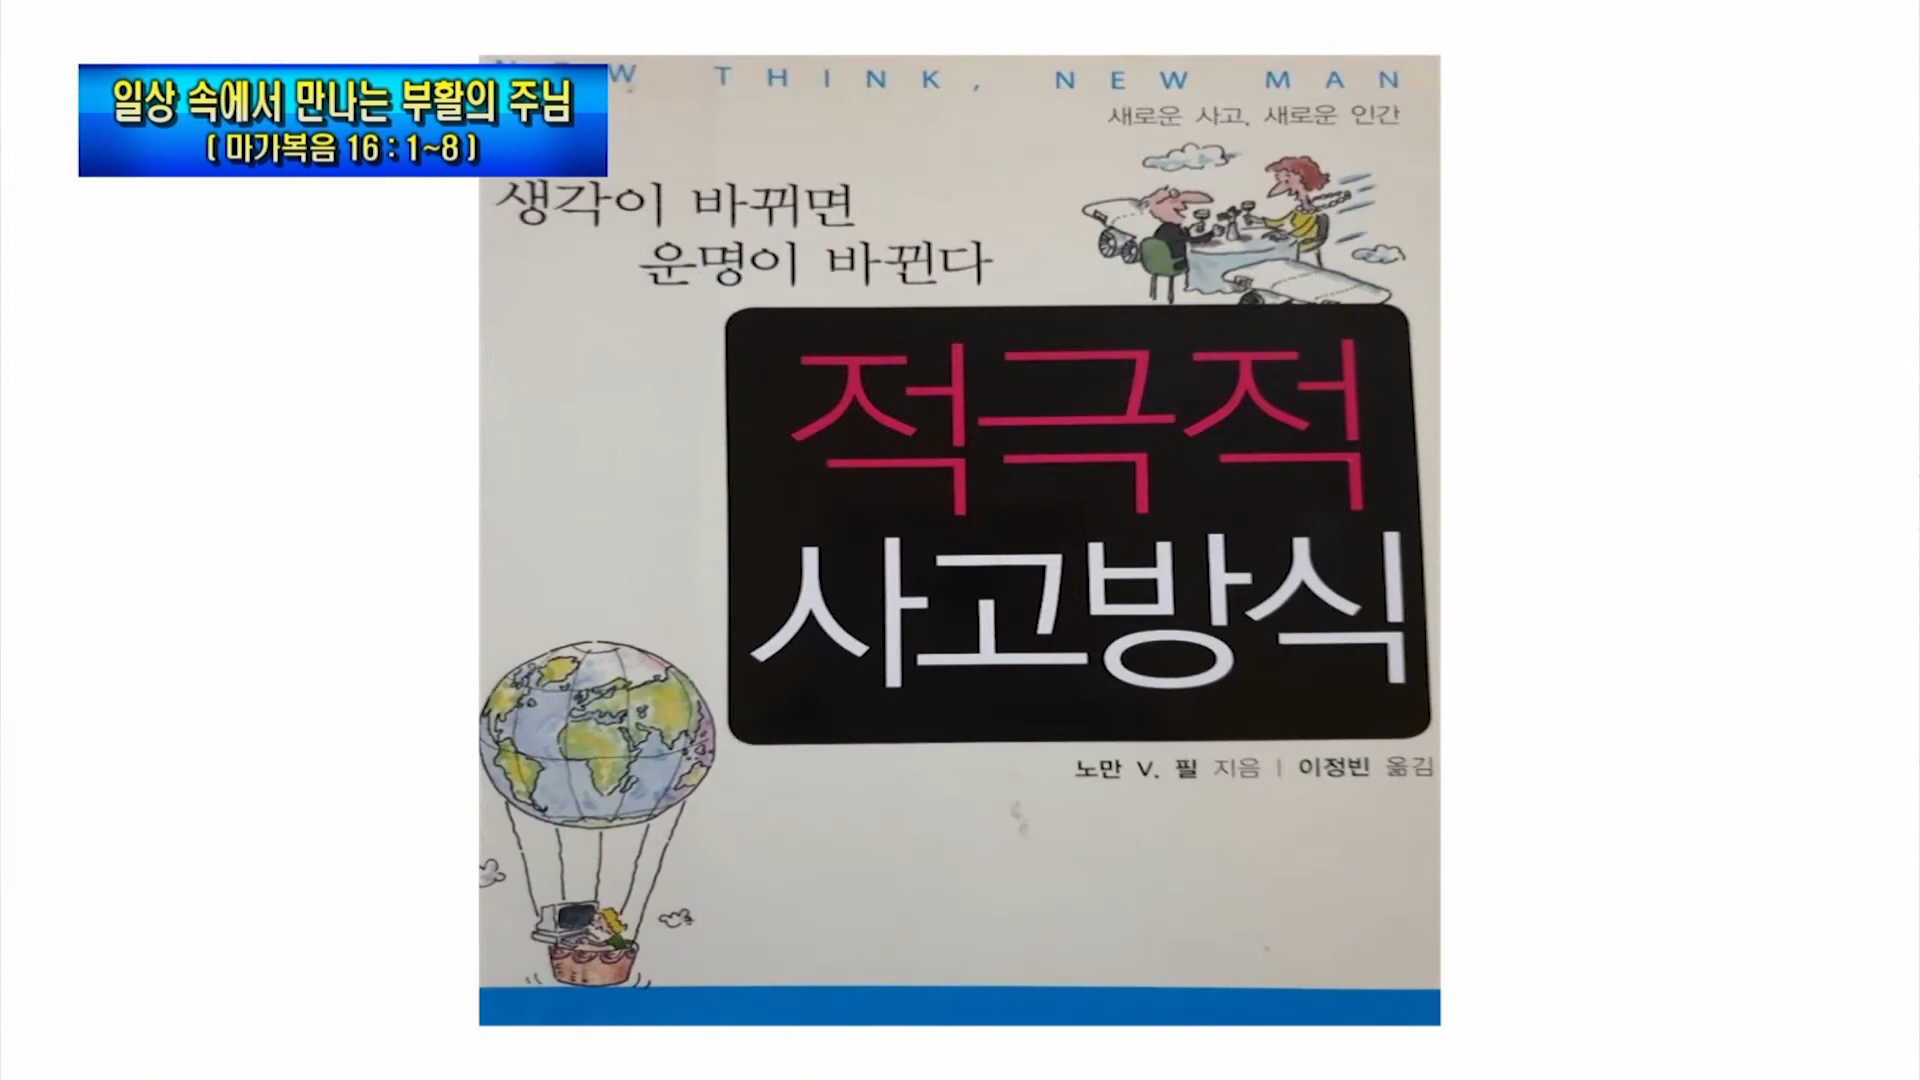 일상 속에서 만나는 부활의 주님
( 마가복음 16 : 1~8 )
THINK, NEW MAN
새로운 사고, 새로운 인간
생각이 바뀌면
운명이 바뀐다
적극적
사고방식
노만 V. 필 지음 | 이정빈 옮김